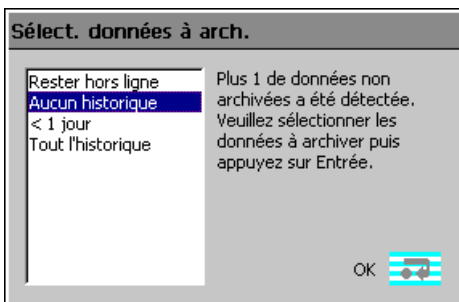 Sélect. données à arch.
Rester hors ligne
Aucun historique
< 1 jour
Tout l'historique
Plus 1 de données non
archivées a été détectée.
Veuillez sélectionner les
données à archiver puis
appuyez sur Entrée.
OK